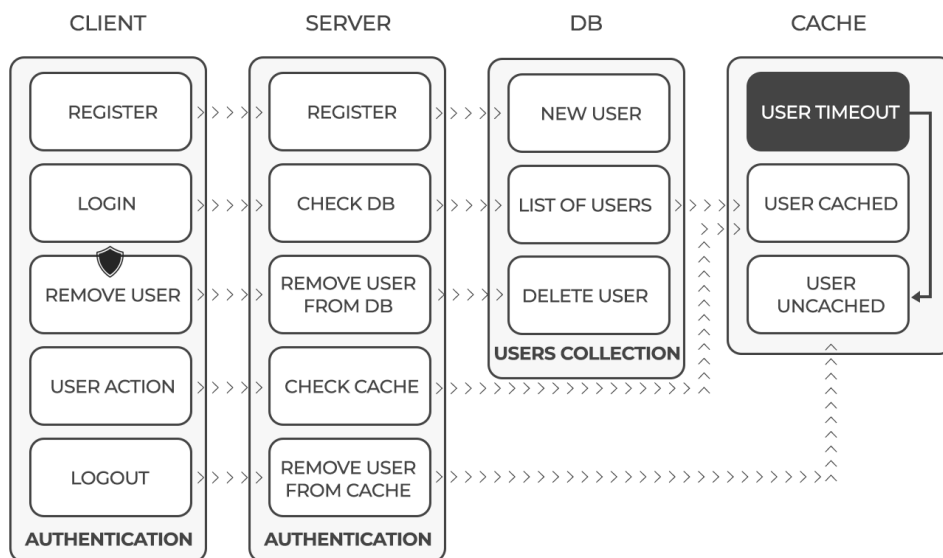 CLIENT
SERVER
DB
CACHE
REGISTER
REGISTER
NEW USER
USER TIMEOUT
LOGIN
CHECK DB
LIST OF USERS
USER CACHED
REMOVE USER
REMOVE USER
FROM DB
DELETE USER
USER
UNCACHED
USERS COLLECTION
USER ACTION
CHECK CACHE
LOGOUT
REMOVE USER
FROM CACHE
AUTHENTICATION
AUTHENTICATION